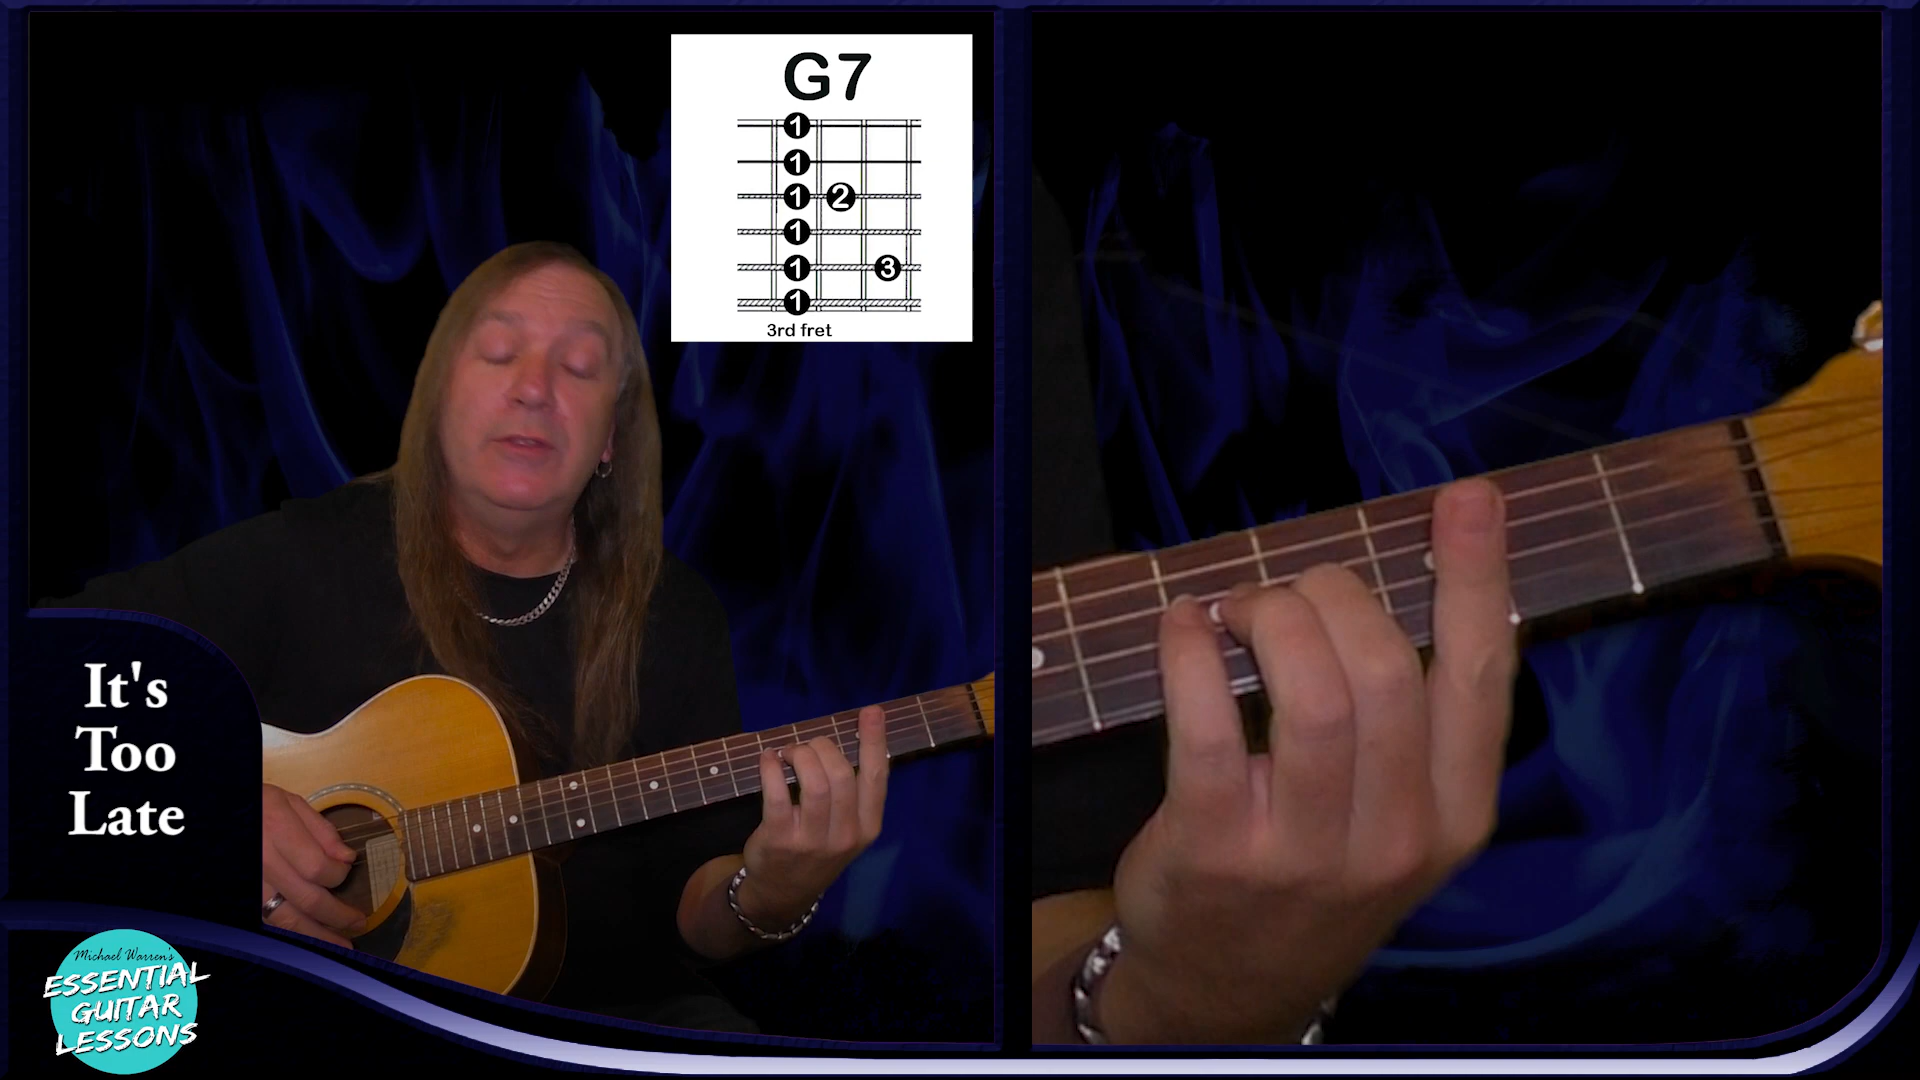 G7
1
1
1 2
1
1 3
1
3rd fret
It's
Too
Late
Michael Warren's
ESSENTIAL
GUITAR
LESSONS